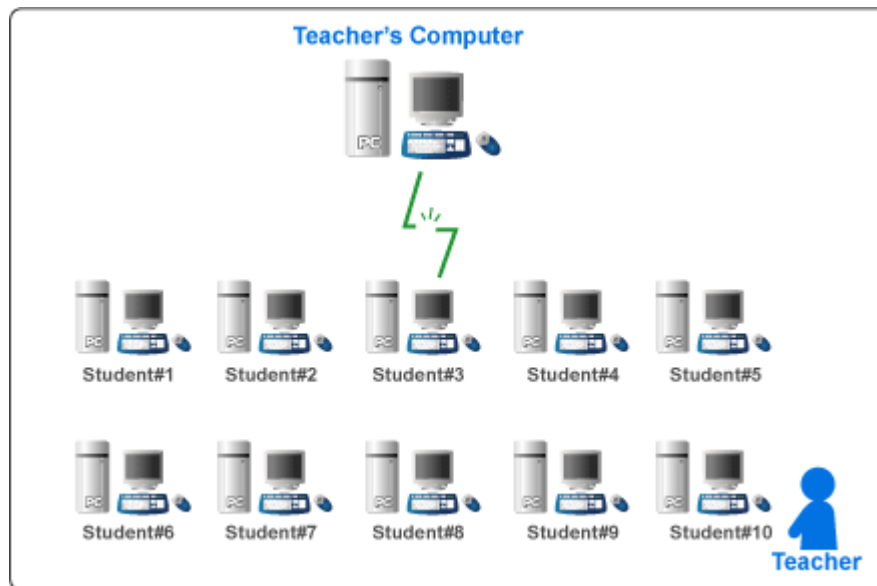 Teacher's Computer
PC
PC PC PC PC PC
Student#1 Student#2 Student#3 Student#4 Student#5
PC PC PC PC PC
Student#6 Student#7 Student#8 Student#9 Student#10
Teacher